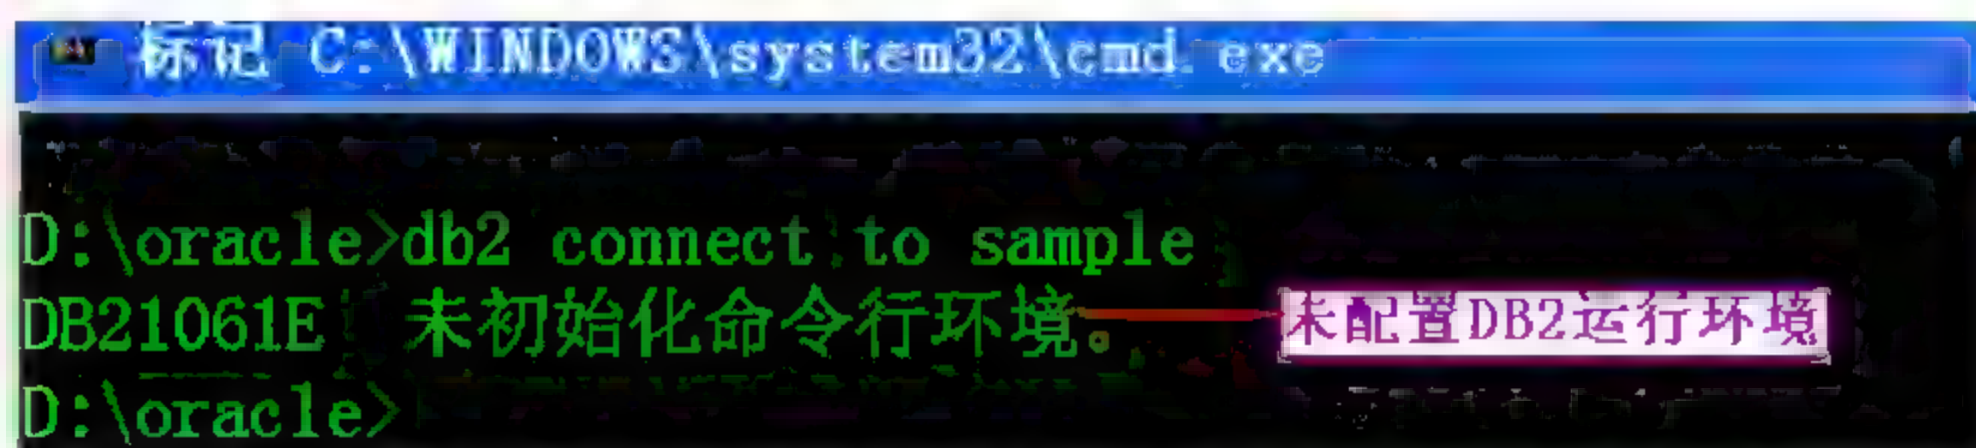 标记 C:\WINDOWS\system32\cmd.exe
D:\oracle>db2 connect to sample
DB21061E 未初始化命令行环境。
未配置DB2运行环境
D:\oracle>